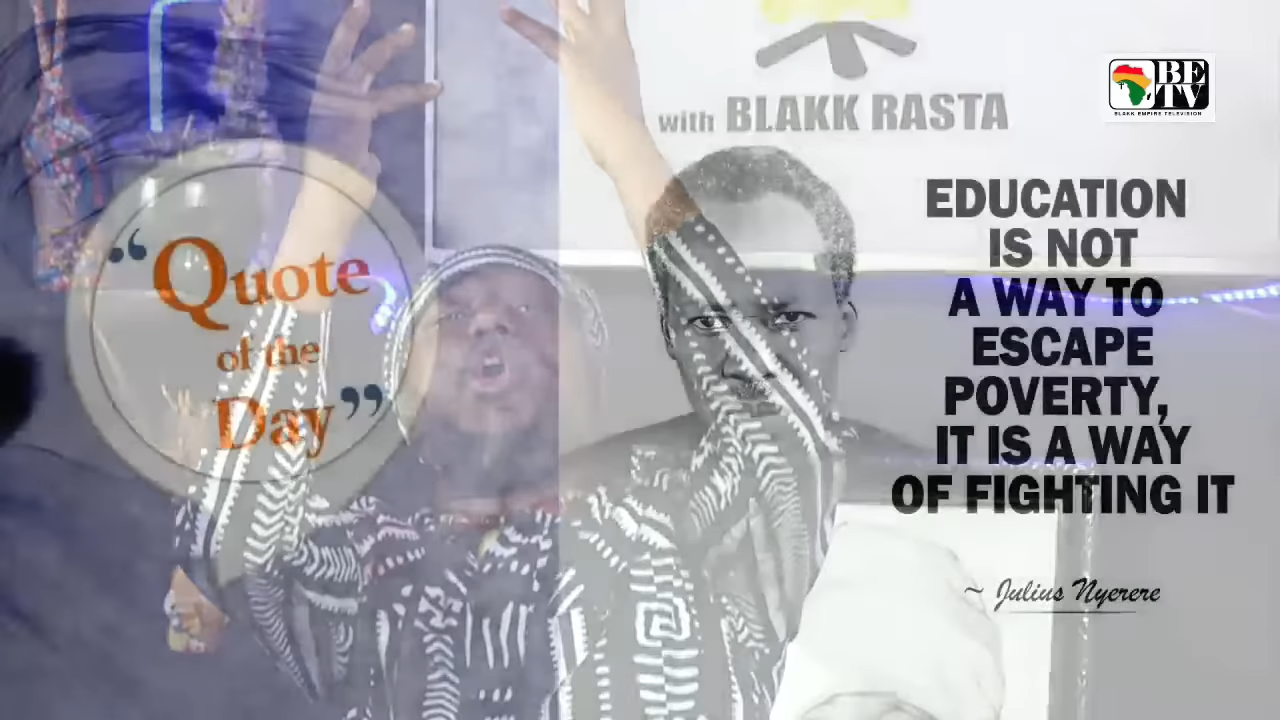 with BLAKK RASTA
BE
TV
BLAKK EMPIRE TELEVISION
“Quote
of the
Day”
EDUCATION
IS NOT
A WAY TO
ESCAPE
POVERTY,
IT IS A WAY
OF FIGHTING IT
~ Julius Nyerere